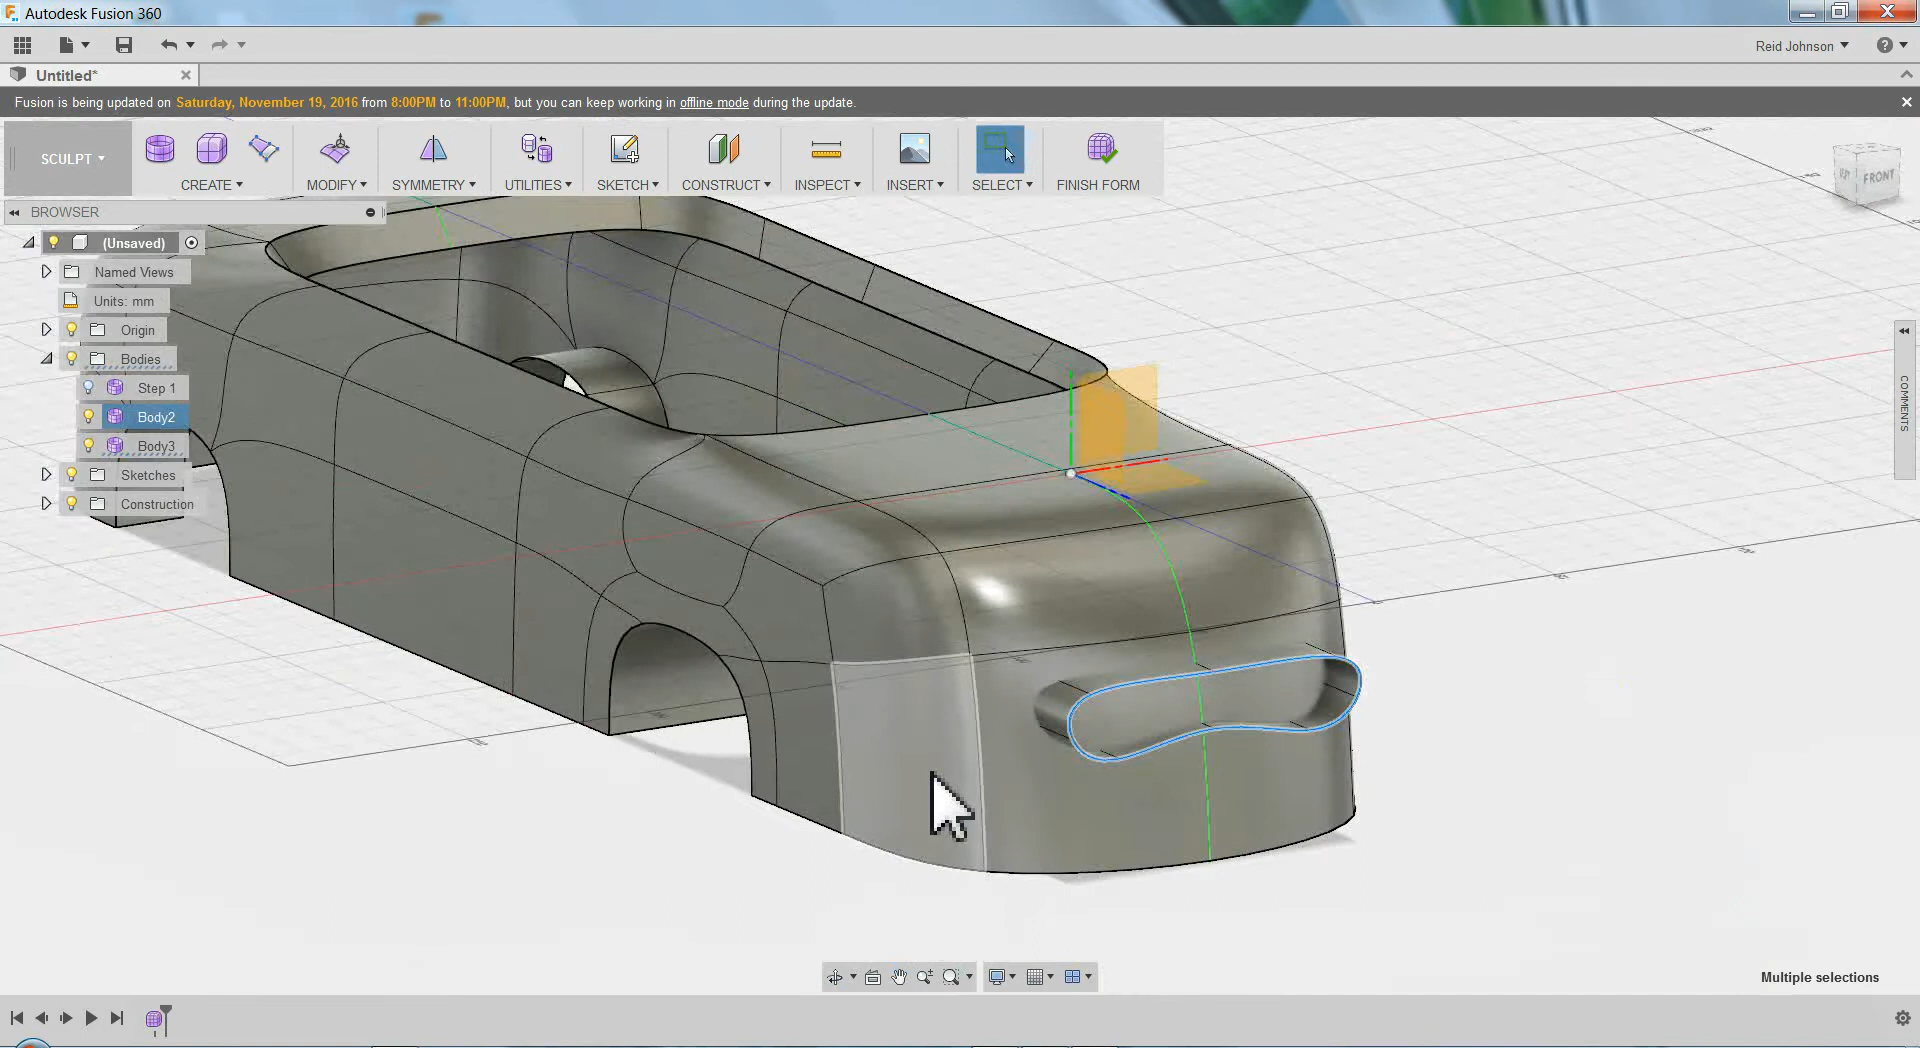 Autodesk Fusion 360
Reid Johnson
Untitled*
Fusion is being updated on Saturday, November 19, 2016 from 8:00PM to 11:00PM, but you can keep working in offline mode during the update.
SCULPT
CREATE
MODIFY
SYMMETRY
UTILITIES
SKETCH
CONSTRUCT
INSPECT
INSERT
SELECT
FINISH FORM
FRONT
BROWSER
(Unsaved)
Named Views
Units: mm
Origin
Bodies
Step 1
Body2
Body3
Sketches
Construction
COMMENTS
Multiple selections